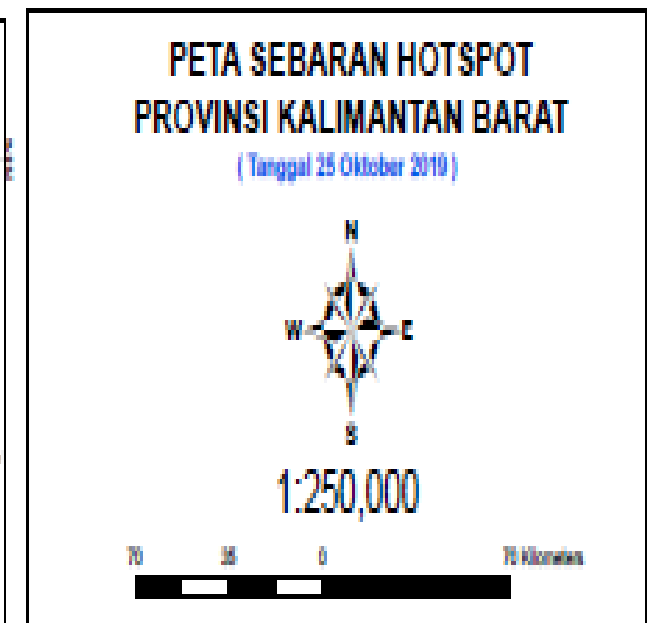 PETA SEBARAN HOTSPOT
PROVINSI KALIMANTAN BARAT
( Tanggal 25 Oktober 2019 )
N
W E
S
1:250,000
70 35 0 70 Kilometers